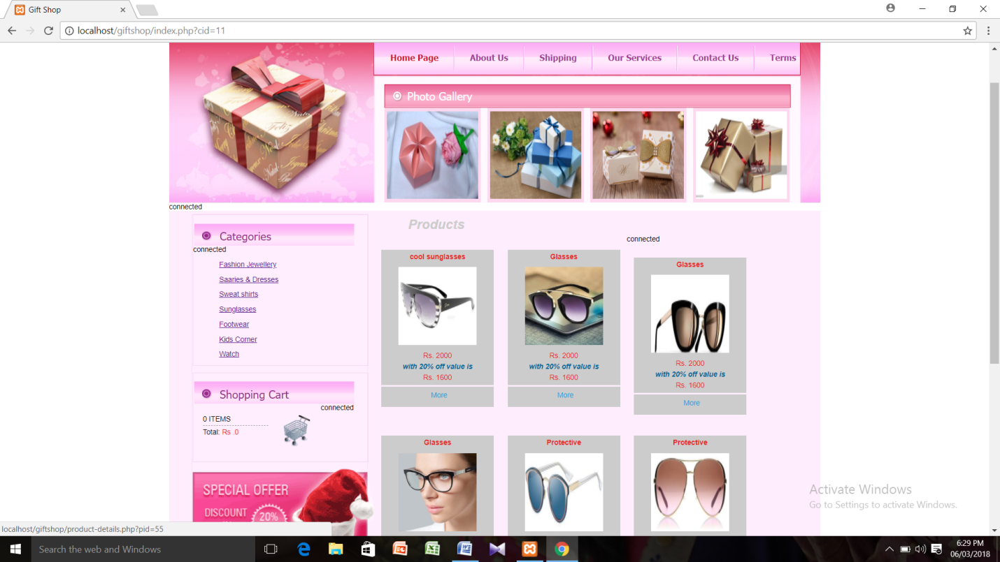 Gift Shop
localhost/giftshop/index.php?cid=11
Home Page
About Us
Shipping
Our Services
Contact Us
Terms
Photo Gallery
connected
Categories
connected
Fashion Jewellery
Saaries & Dresses
Sweat shirts
Sunglasses
Footwear
Kids Corner
Watch
Shopping Cart
connected
0 ITEMS
Total: Rs .0
SPECIAL OFFER
DISCOUNT
20%
Products
connected
cool sunglasses
Rs. 2000
with 20% off value is
Rs. 1600
More
Glasses
Rs. 2000
with 20% off value is
Rs. 1600
More
Glasses
Rs. 2000
with 20% off value is
Rs. 1600
More
Glasses
Protective
Protective
Activate Windows
Go to Settings to activate Windows.
localhost/giftshop/product-details.php?pid=55
Search the web and Windows
6:29 PM
06/03/2018